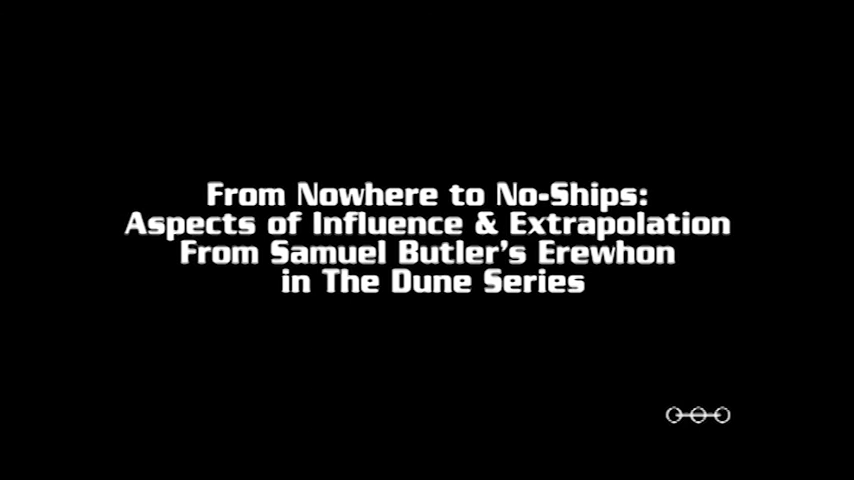 From Nowhere to No-Ships:
Aspects of Influence & Extrapolation
From Samuel Butler's Erewhon
in The Dune Series